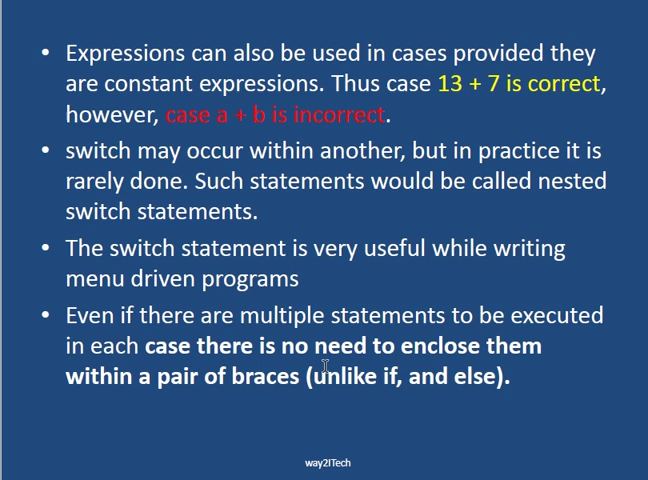 • Expressions can also be used in cases provided they
are constant expressions. Thus case 13 + 7 is correct,
however, case a + b is incorrect.
• switch may occur within another, but in practice it is
rarely done. Such statements would be called nested
switch statements.
• The switch statement is very useful while writing
menu driven programs
• Even if there are multiple statements to be executed
in each case there is no need to enclose them
within a pair of braces (unlike if, and else).
way2ITech